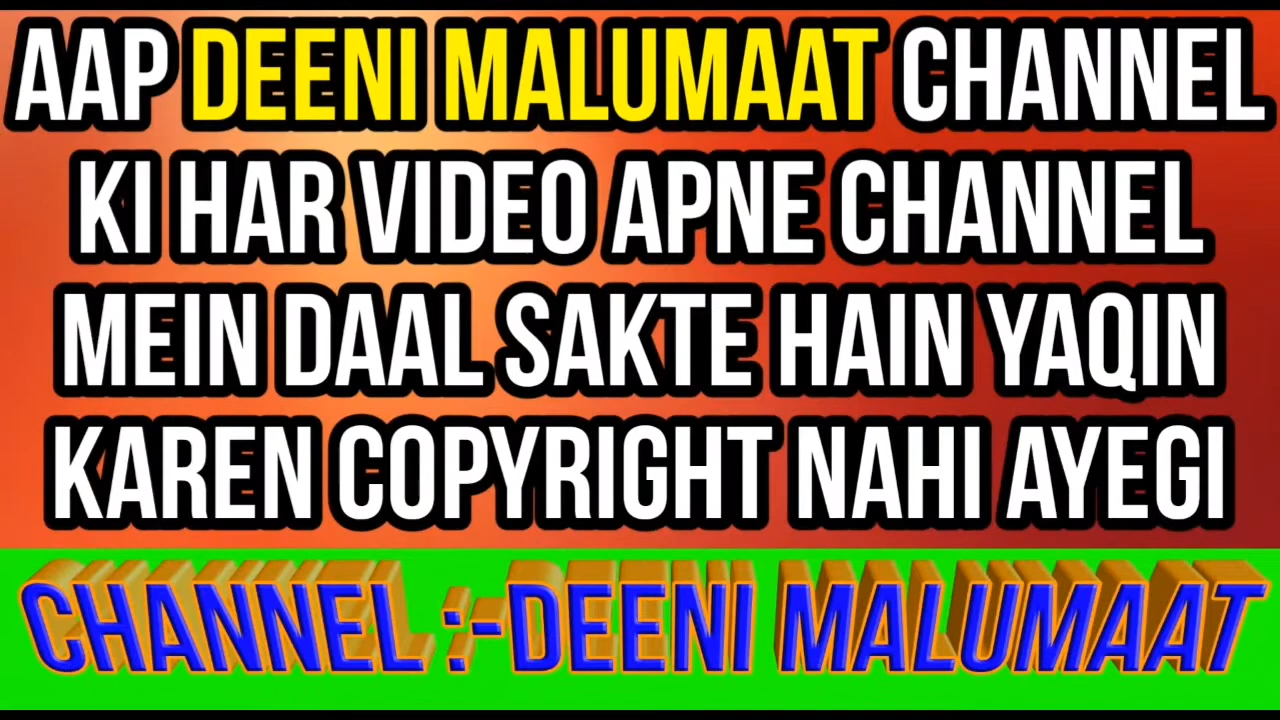 AAP DEENI MALUMAAT CHANNEL
KI HAR VIDEO APNE CHANNEL
MEIN DAAL SAKTE HAIN YAQIN
KAREN COPYRIGHT NAHI AYEGI
CHANNEL :-DEENI MALUMAAT